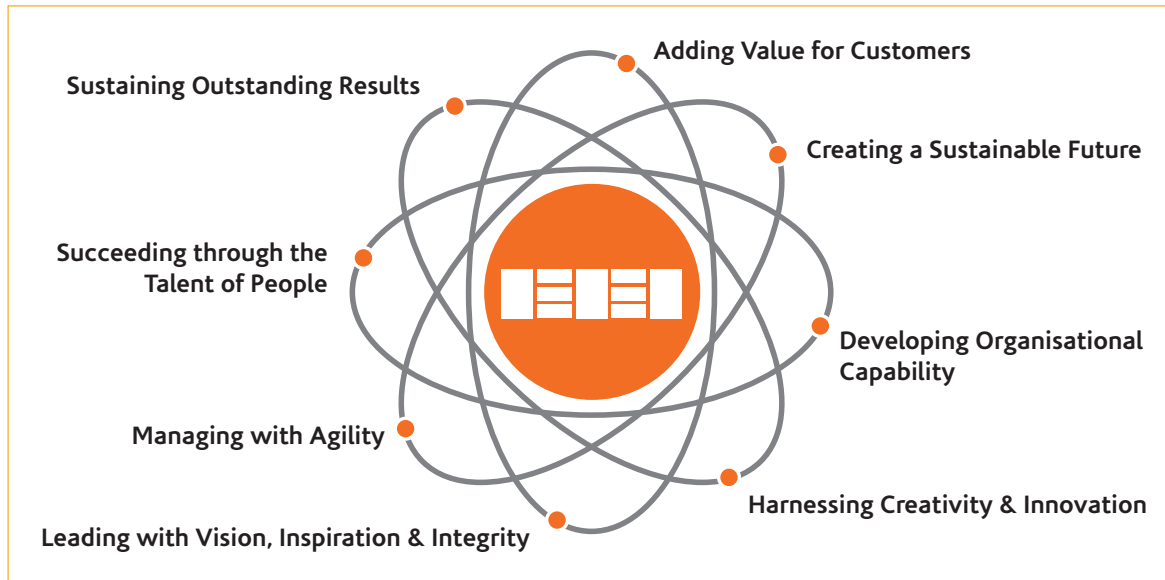 Adding Value for Customers
Creating a Sustainable Future
Developing Organisational
Capability
Harnessing Creativity & Innovation
Leading with Vision, Inspiration & Integrity
Managing with Agility
Succeeding through the
Talent of People
Sustaining Outstanding Results